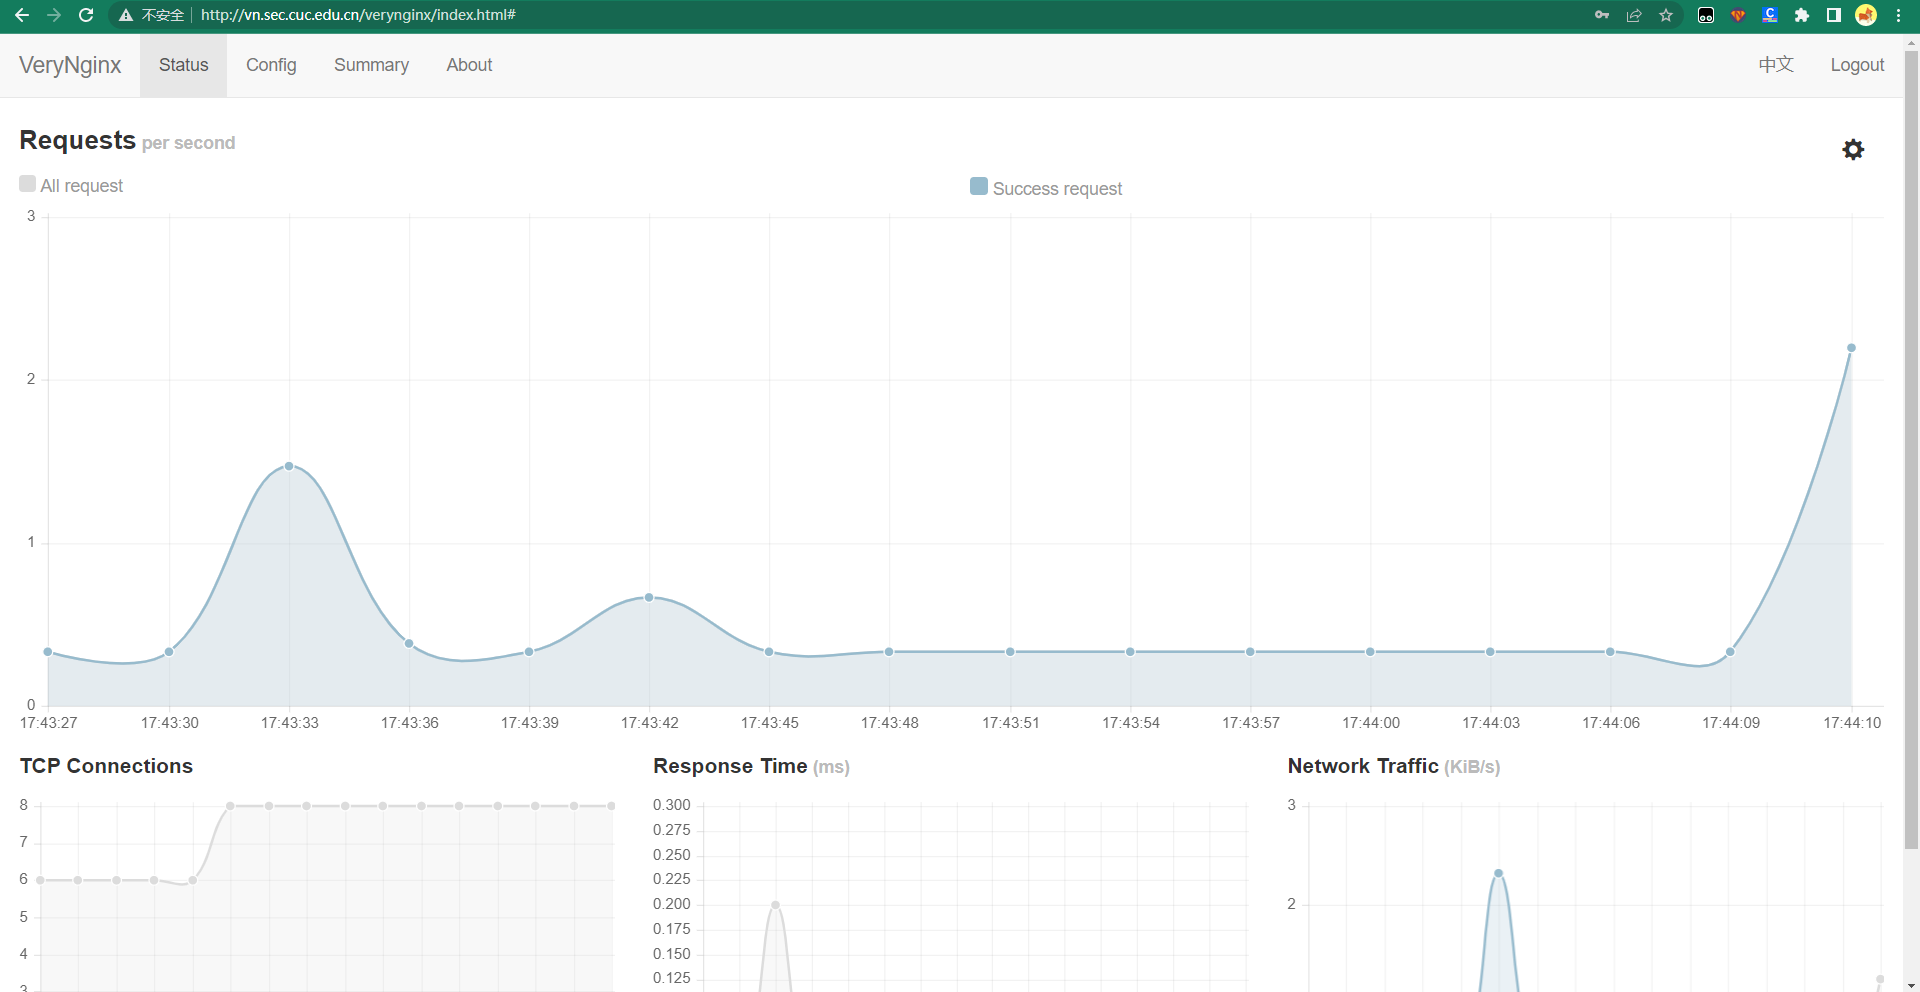 不安全 http://vn.sec.cuc.edu.cn/verynginx/index.html#
VeryNginx Status Config Summary About 中文 Logout
Requests per second
All request Success request
3
2
1
0
17:43:27 17:43:30 17:43:33 17:43:36 17:43:39 17:43:42 17:43:45 17:43:48 17:43:51 17:43:54 17:43:57 17:44:00 17:44:03 17:44:06 17:44:09 17:44:10
TCP Connections
8
7
6
5
4
3
Response Time (ms)
0.300
0.275
0.250
0.225
0.200
0.175
0.150
0.125
Network Traffic (KiB/s)
3
2